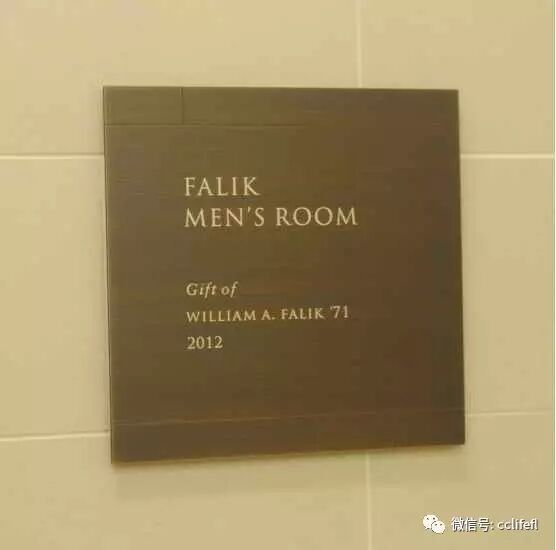 FALIK
MEN'S ROOM
Gift of
WILLIAM A. FALIK '71
2012
微信号: cclifefl